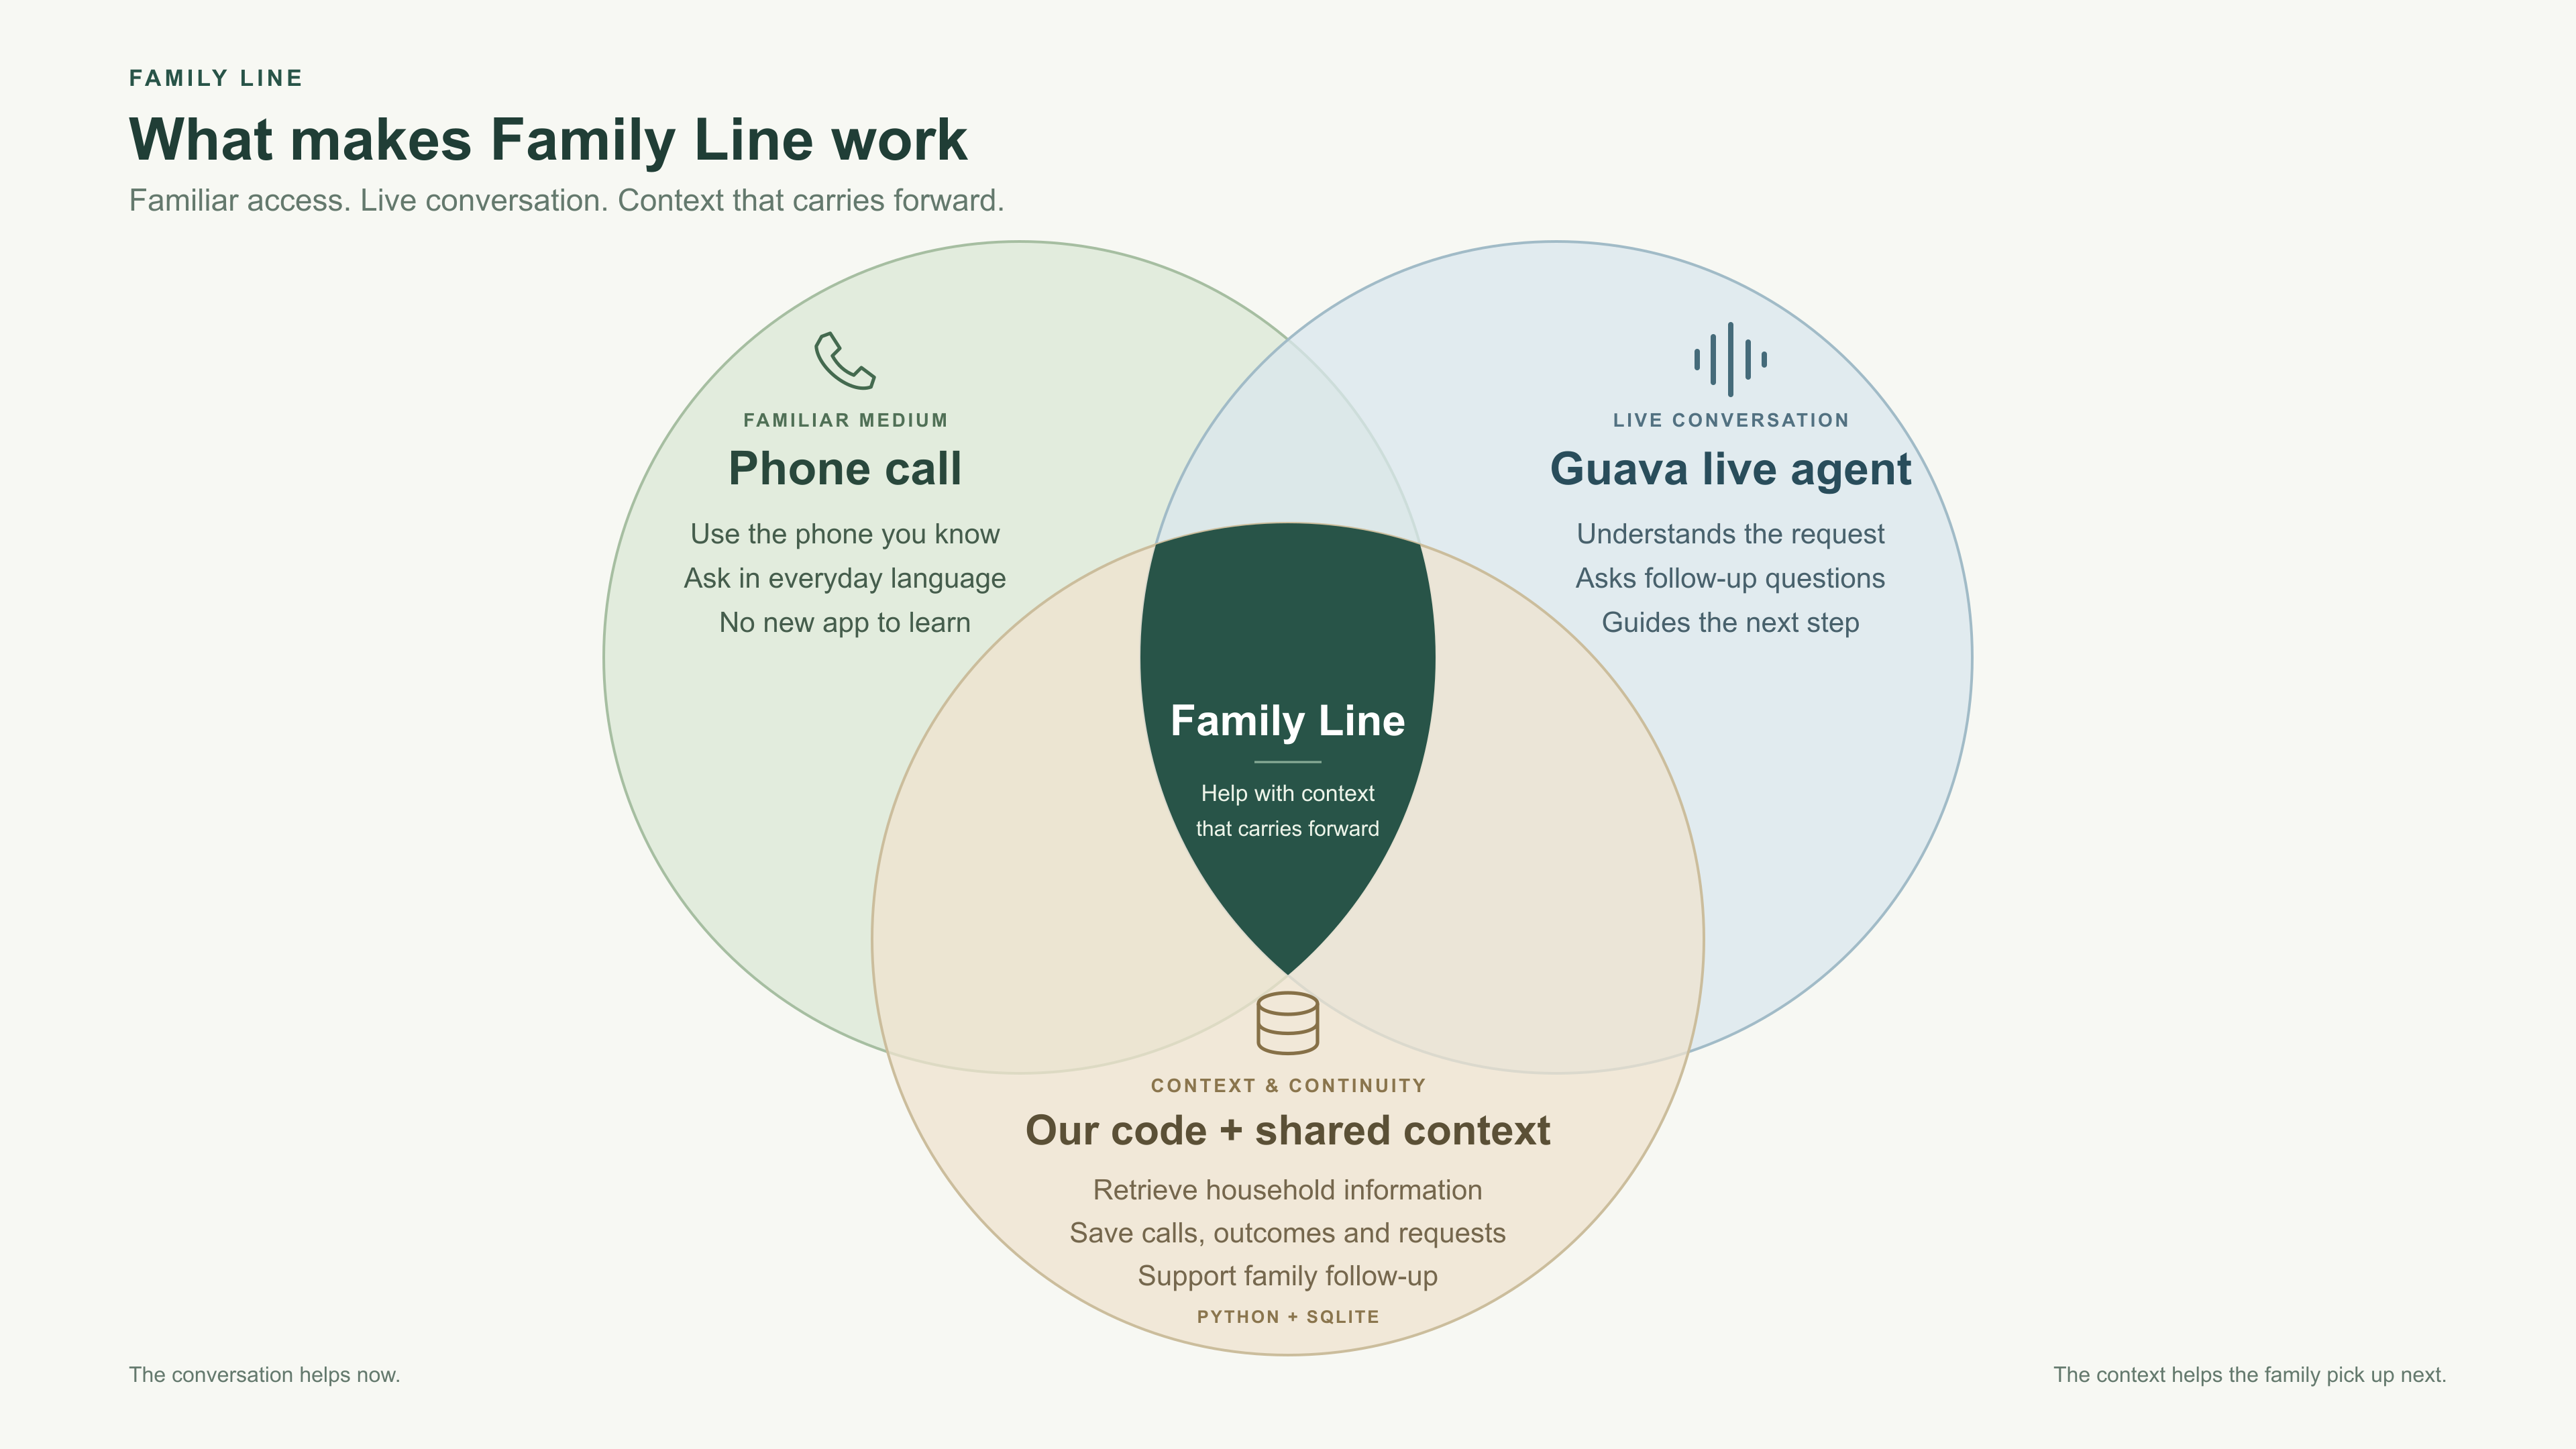 FAMILY LINE
What makes Family Line work
Familiar access. Live conversation. Context that carries forward.
FAMILIAR MEDIUM
Phone call
Use the phone you know
Ask in everyday language
No new app to learn
LIVE CONVERSATION
Guava live agent
Understands the request
Asks follow-up questions
Guides the next step
Family Line
Help with context
that carries forward
CONTEXT & CONTINUITY
Our code + shared context
Retrieve household information
Save calls, outcomes and requests
Support family follow-up
PYTHON + SQLITE
The conversation helps now.
The context helps the family pick up next.